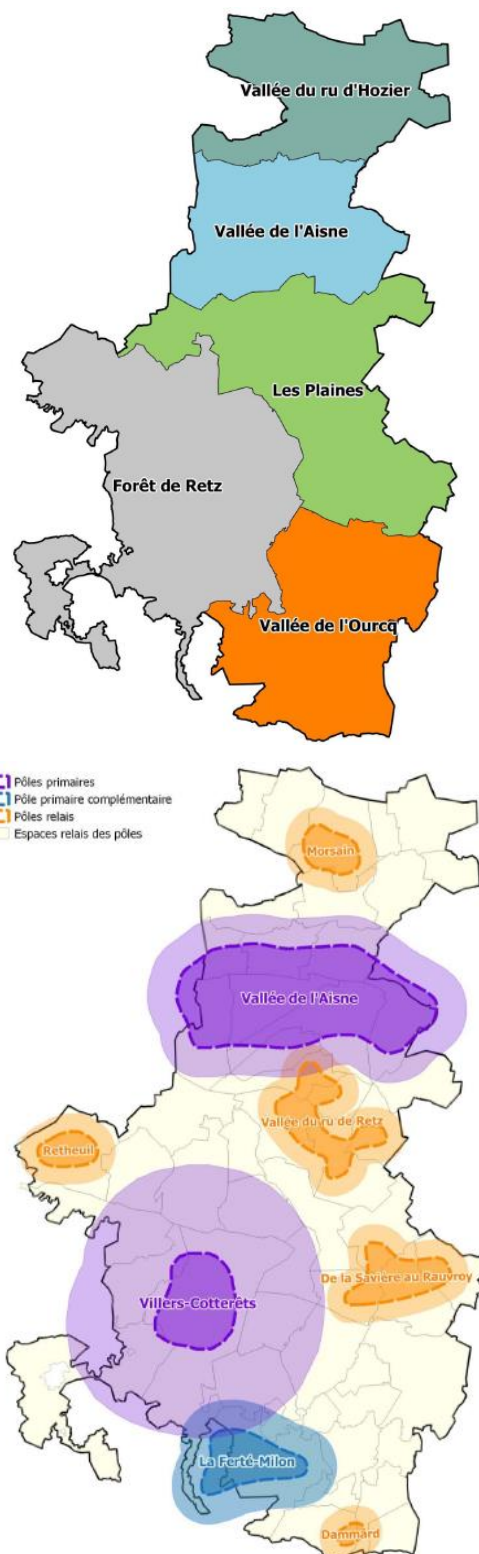 Vallée du ru d'Hozier
Vallée de l'Aisne
Les Plaines
Forêt de Retz
Vallée de l'Ourcq
Pôles primaires
Pôle primaire complémentaire
Pôles relais
Espaces relais des pôles
Morsain
Vallée de l'Aisne
Vallée du ru de Retz
Retheuil
De la Savière au Rauvroy
Villers-Cotterêts
La Ferté-Milon
Dammard